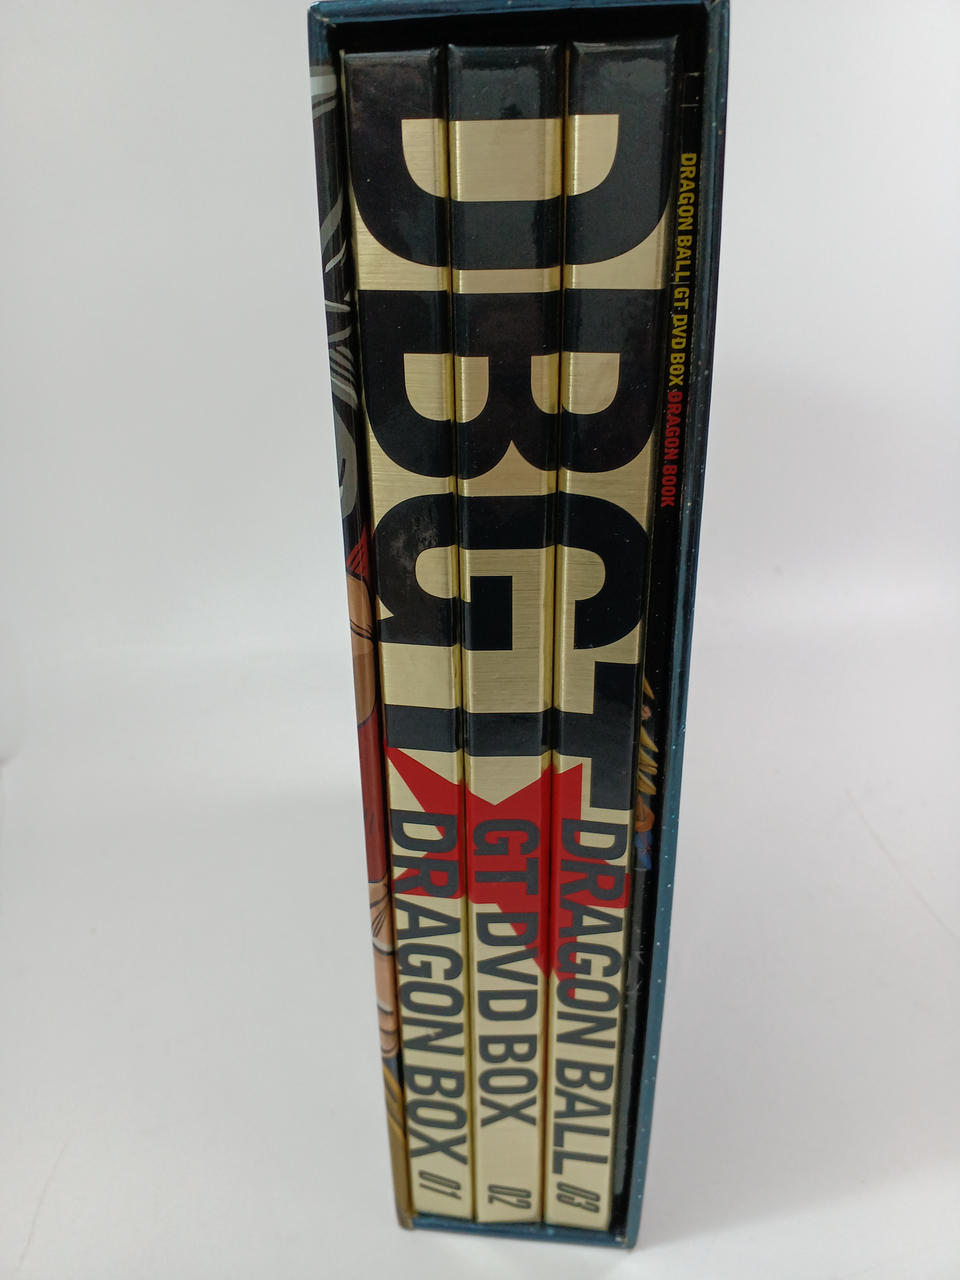 DBGT
DRAGON BALL
GT DVD BOX
DRAGON BOX
03
02
01
DRAGON BALL GT DVD BOX DRAGON BOOK